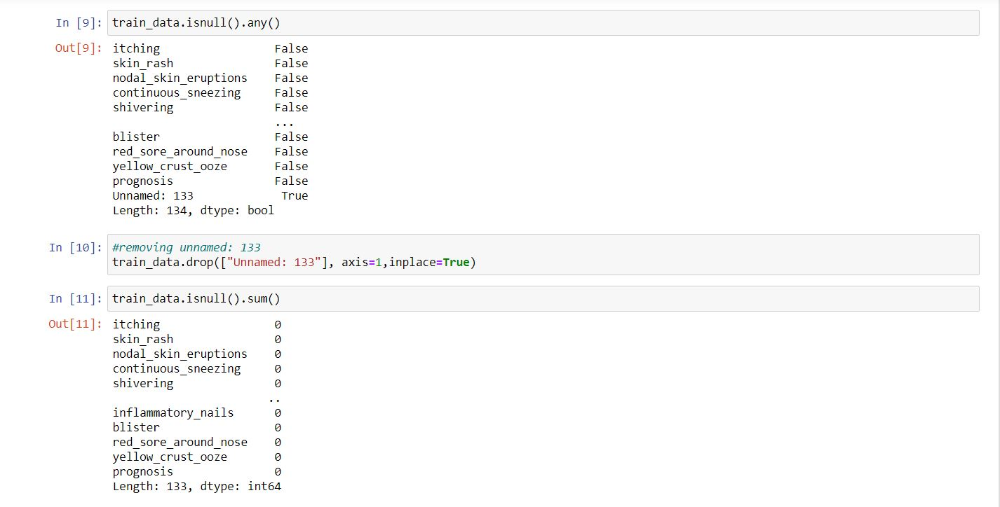 In [9]: train_data.isnull().any()
Out[9]: itching                 False
skin_rash               False
nodal_skin_eruptions    False
continuous_sneezing     False
shivering               False
...
blister                 False
red_sore_around_nose    False
yellow_crust_ooze       False
prognosis               False
Unnamed: 133             True
Length: 134, dtype: bool
In [10]: #removing unnamed: 133
train_data.drop(["Unnamed: 133"], axis=1,inplace=True)
In [11]: train_data.isnull().sum()
Out[11]: itching                 0
skin_rash               0
nodal_skin_eruptions    0
continuous_sneezing     0
shivering               0
..
inflammatory_nails      0
blister                 0
red_sore_around_nose    0
yellow_crust_ooze       0
prognosis               0
Length: 133, dtype: int64